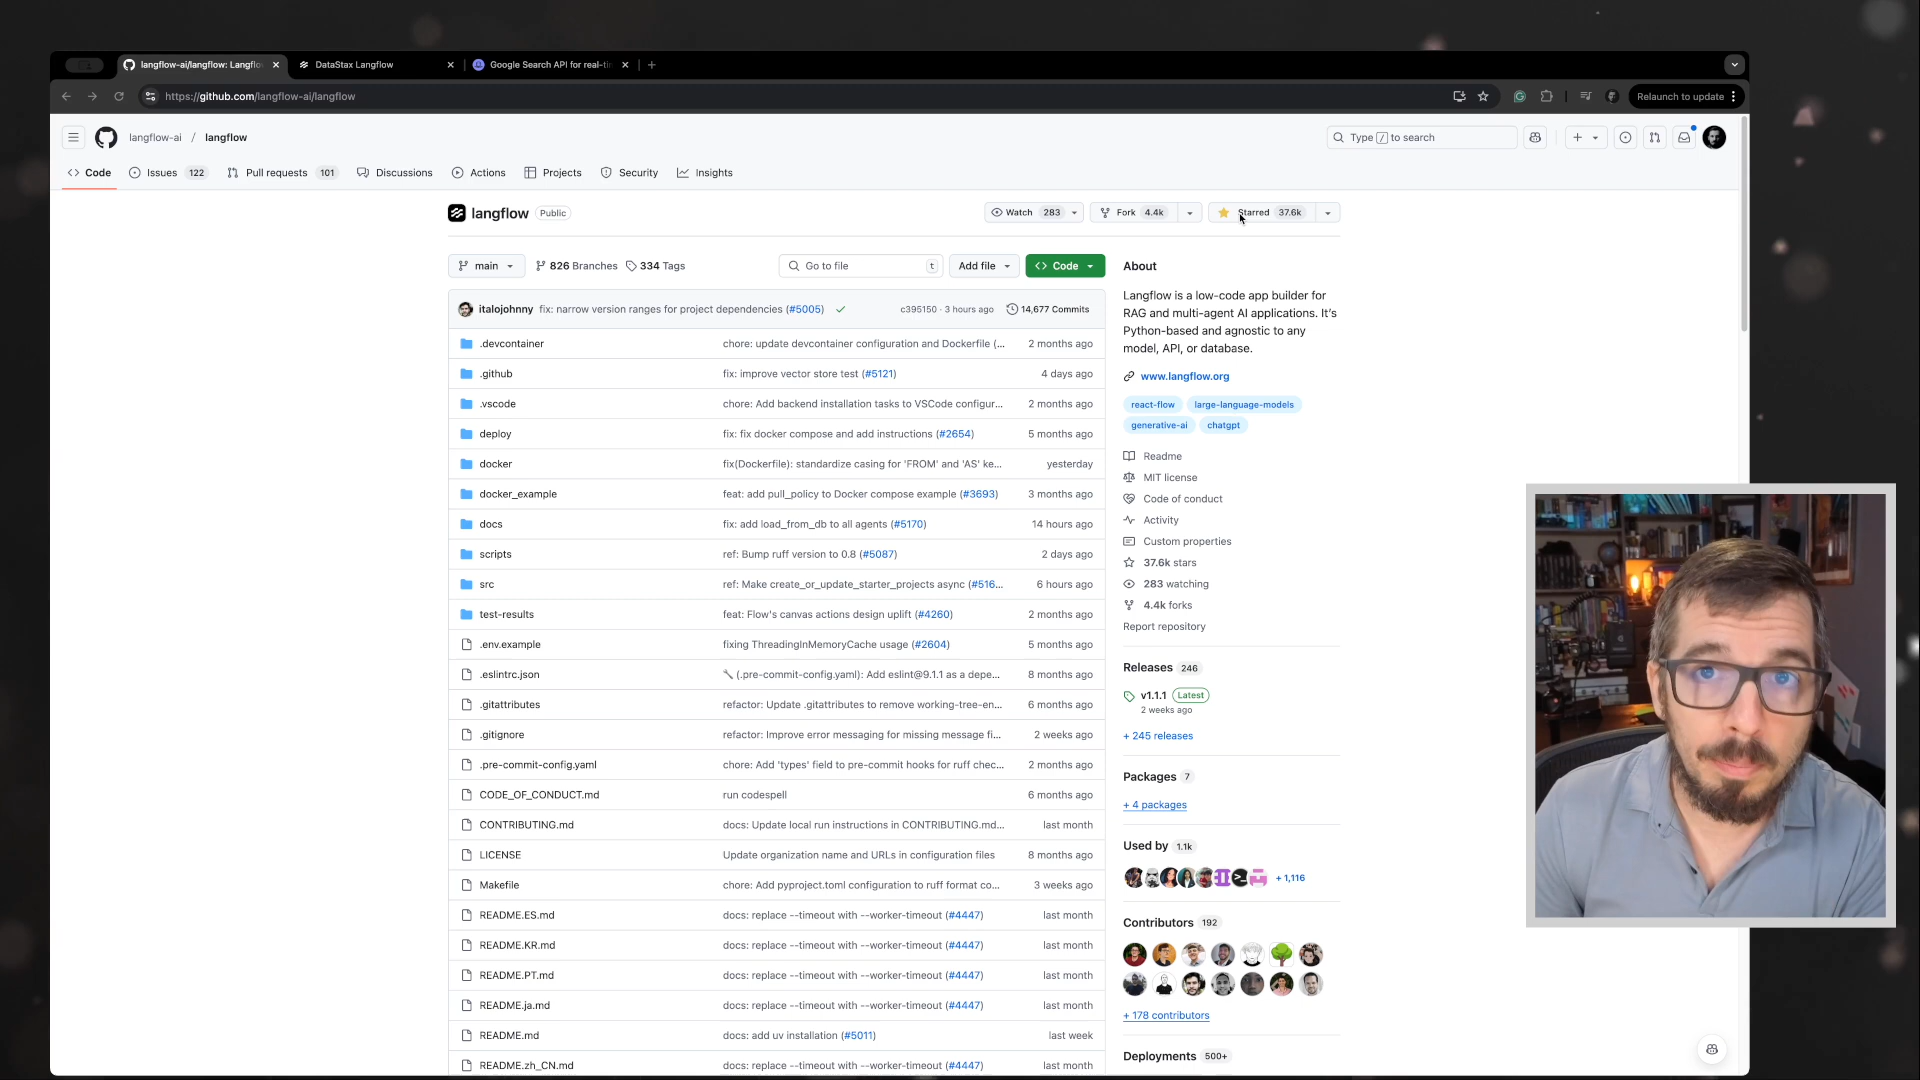 langflow-ai/langflow: Langflo
DataStax Langflow
Google Search API for real-ti
https://github.com/langflow-ai/langflow
Relaunch to update
langflow-ai / langflow
Type / to search
Code
Issues 122
Pull requests 101
Discussions
Actions
Projects
Security
Insights
langflow Public
Watch 283
Fork 4.4k
Starred 37.6k
main
826 Branches
334 Tags
Go to file t
Add file
Code
italojohnny fix: narrow version ranges for project dependencies (#5005) c395150 · 3 hours ago 14,677 Commits
.devcontainer chore: update devcontainer configuration and Dockerfile (... 2 months ago
.github fix: improve vector store test (#5121) 4 days ago
.vscode chore: Add backend installation tasks to VSCode configur... 2 months ago
deploy fix: fix docker compose and add instructions (#2654) 5 months ago
docker fix(Dockerfile): standardize casing for 'FROM' and 'AS' ke... yesterday
docker_example feat: add pull_policy to Docker compose example (#3693) 3 months ago
docs fix: add load_from_db to all agents (#5170) 14 hours ago
scripts ref: Bump ruff version to 0.8 (#5087) 2 days ago
src ref: Make create_or_update_starter_projects async (#516... 6 hours ago
test-results feat: Flow's canvas actions design uplift (#4260) 2 months ago
.env.example fixing ThreadingInMemoryCache usage (#2604) 5 months ago
.eslintrc.json (.pre-commit-config.yaml): Add eslint@9.1.1 as a depe... 8 months ago
.gitattributes refactor: Update .gitattributes to remove working-tree-en... 6 months ago
.gitignore refactor: Improve error messaging for missing message fi... 2 weeks ago
.pre-commit-config.yaml chore: Add 'types' field to pre-commit hooks for ruff chec... 2 months ago
CODE_OF_CONDUCT.md run codespell 6 months ago
CONTRIBUTING.md docs: Update local run instructions in CONTRIBUTING.md... last month
LICENSE Update organization name and URLs in configuration files 8 months ago
Makefile chore: Add pyproject.toml configuration to ruff format co... 3 weeks ago
README.ES.md docs: replace --timeout with --worker-timeout (#4447) last month
README.KR.md docs: replace --timeout with --worker-timeout (#4447) last month
README.PT.md docs: replace --timeout with --worker-timeout (#4447) last month
README.ja.md docs: replace --timeout with --worker-timeout (#4447) last month
README.md docs: add uv installation (#5011) last week
README.zh_CN.md docs: replace --timeout with --worker-timeout (#4447) last month
About
Langflow is a low-code app builder for
RAG and multi-agent AI applications. It's
Python-based and agnostic to any
model, API, or database.
www.langflow.org
react-flow large-language-models
generative-ai chatgpt
Readme
MIT license
Code of conduct
Activity
Custom properties
37.6k stars
283 watching
4.4k forks
Report repository
Releases 246
v1.1.1 Latest
2 weeks ago
+ 245 releases
Packages 7
+ 4 packages
Used by 1.1k
+ 1,116
Contributors 192
+ 178 contributors
Deployments 500+